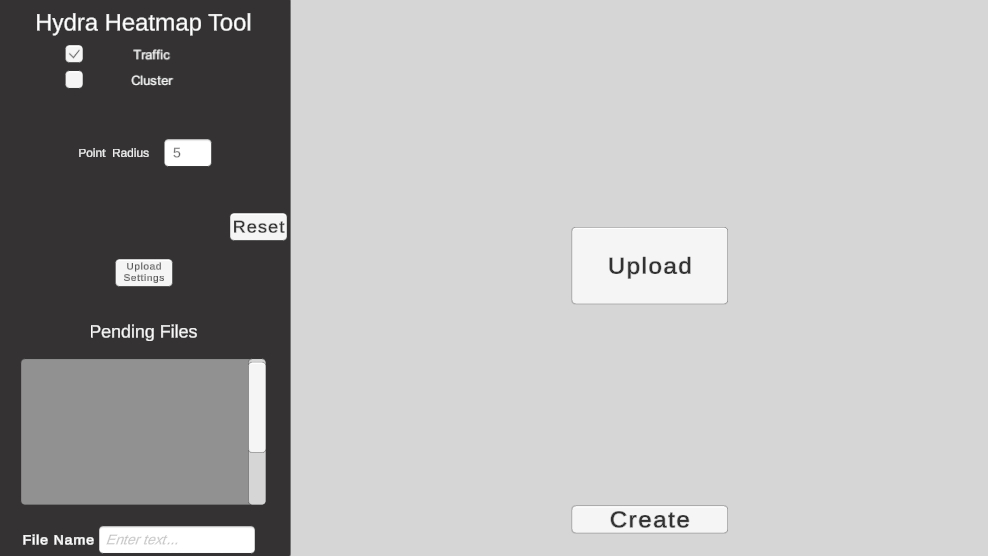 Hydra Heatmap Tool
Traffic
Cluster
Point Radius 5
Reset
Upload
Settings
Pending Files
File Name Enter text...
Upload
Create